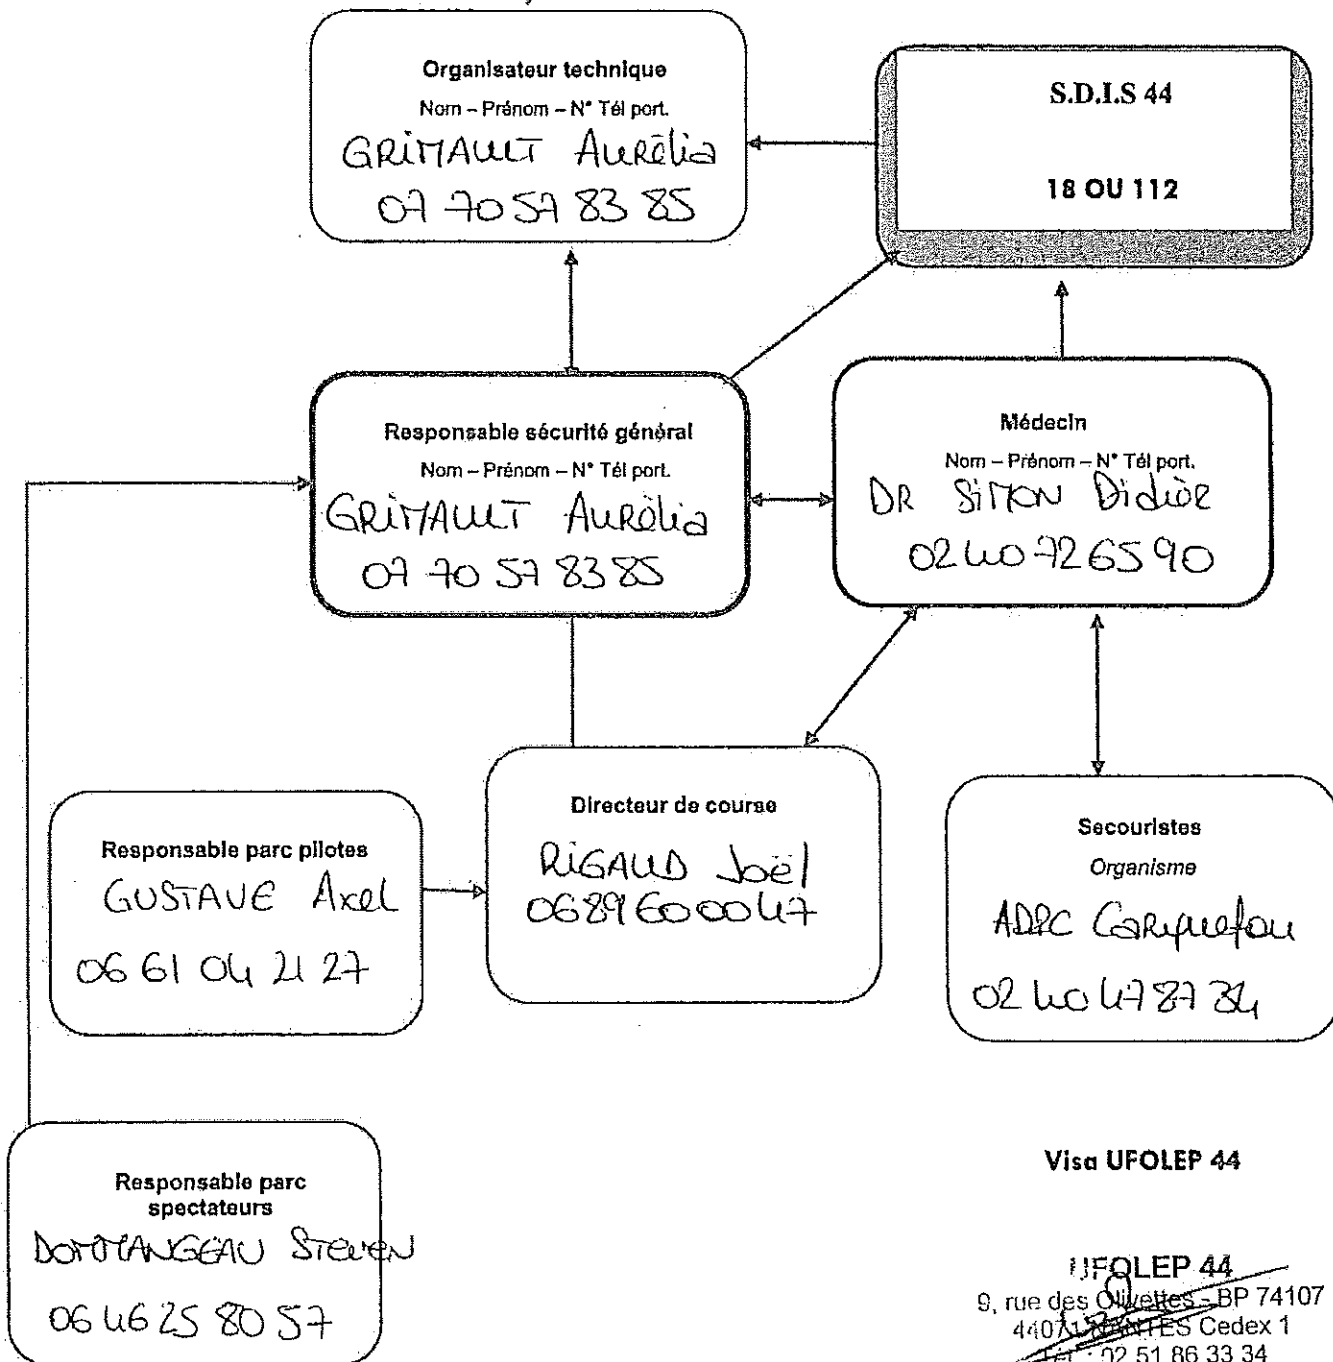 Organisateur technique
Nom – Prénom – N° Tél port.
GRIMAULT Aurélia
07 70 57 83 85
S.D.I.S 44
18 OU 112
Responsable sécurité général
Nom – Prénom – N° Tél port.
GRIMAULT Aurélia
07 70 57 83 85
Médecin
Nom – Prénom – N° Tél port.
DR SIMON Didier
02 40 72 65 90
Responsable parc pilotes
GUSTAVE Axel
06 61 04 21 27
Directeur de course
RIGAUD Joël
06 89 60 00 47
Secouristes
Organisme
ADPC Carquefou
02 40 47 87 34
Responsable parc
spectateurs
DOMMANGEAU STEVEN
06 46 25 80 57
Visa UFOLEP 44
UFOLEP 44
9, rue des Olivettes - BP 74107
44071 NANTES Cedex 1
Tél : 02 51 86 33 34